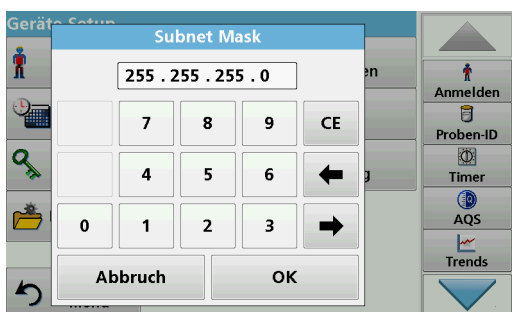 Geräte Setup
Subnet Mask
255 . 255 . 255 . 0
7 8 9 CE
4 5 6
0 1 2 3
Abbruch OK
Anmelden
Proben-ID
Timer
AQS
Trends